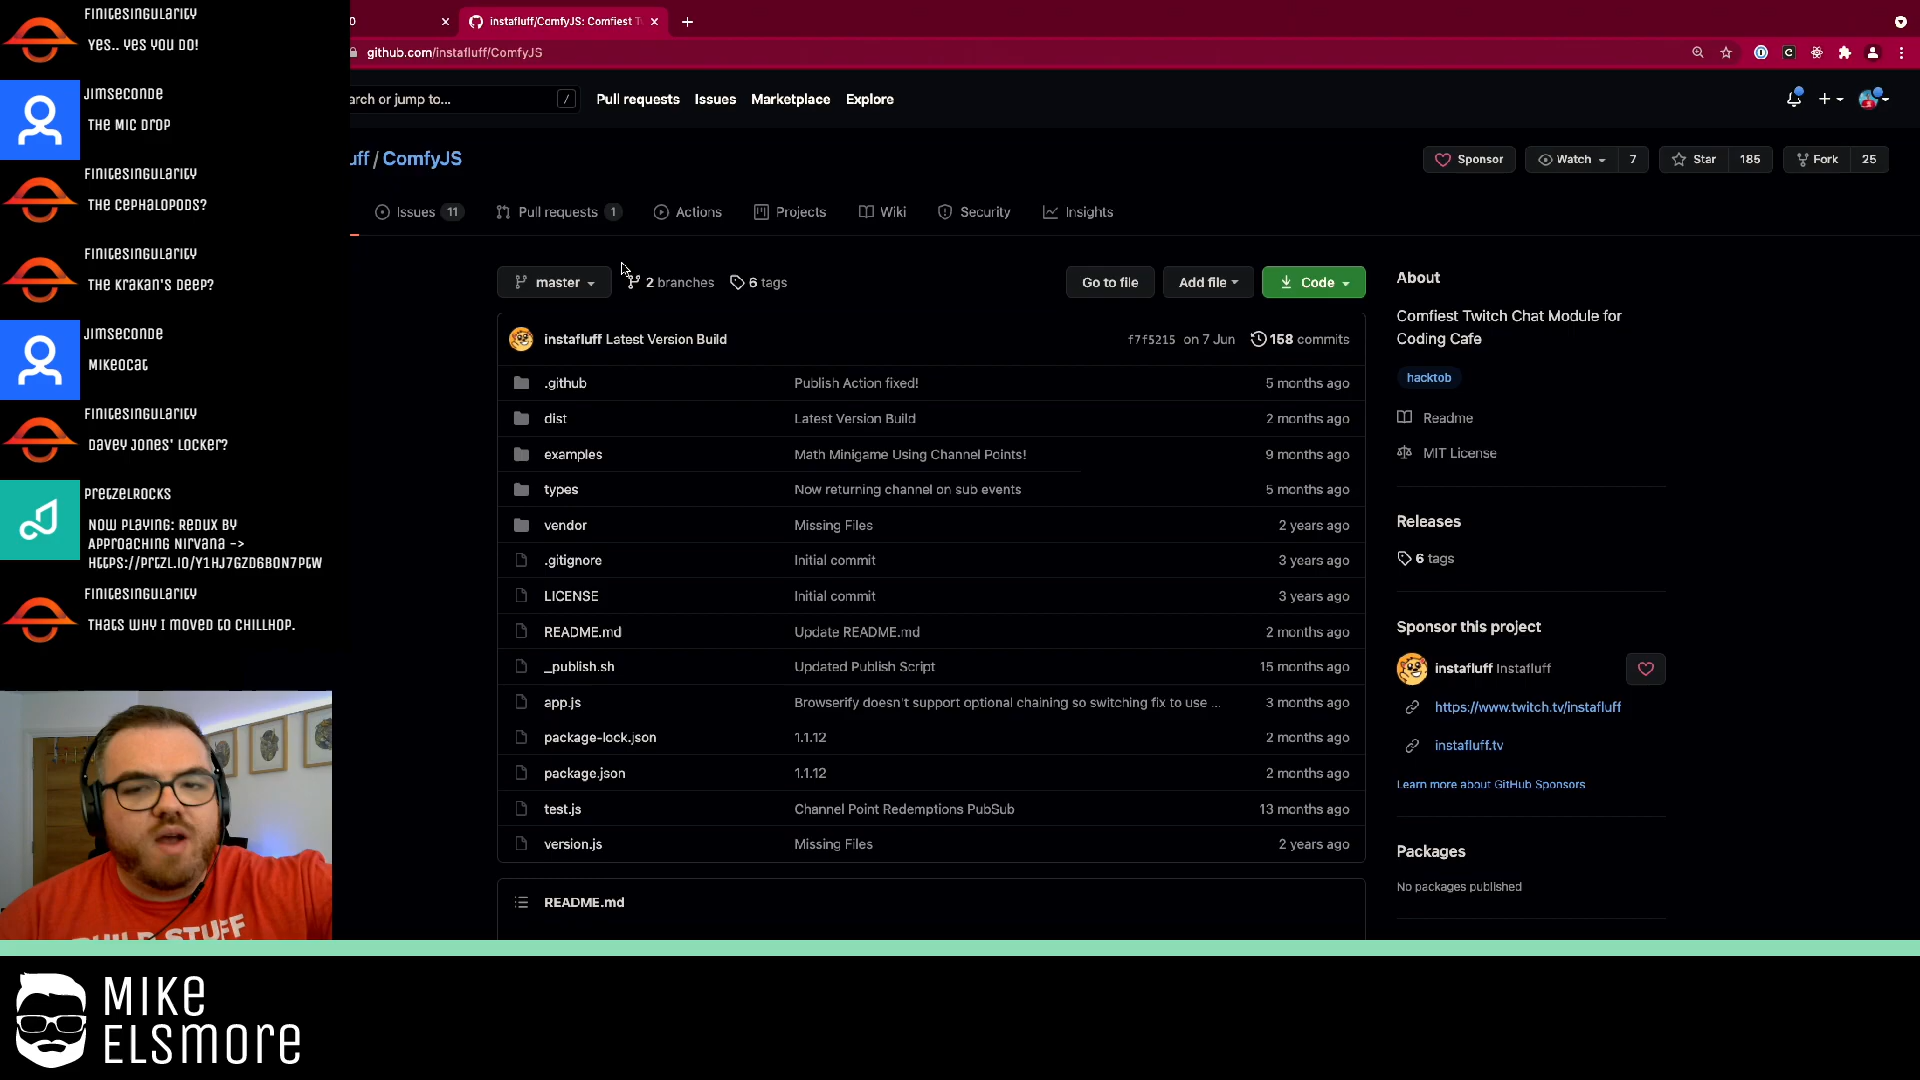 Finitesingularity
Yes.. yes you do!
Jimseconde
The mic drop
Finitesingularity
The cephalopods?
Finitesingularity
The Krakan's Deep?
Jimseconde
Mikeocat
Finitesingularity
Davey Jones' Locker?
PretzelRocks
Now Playing: Redux by
Approaching Nirvana ->
Finitesingularity
Thats why I moved to chillhop.
instafluff/ComfyJS: Comfiest T
github.com/instafluff/ComfyJS
arch or jump to...
/
Pull requests
Issues
Marketplace
Explore
uff / ComfyJS
Sponsor
Watch
7
Star
185
Fork
25
Issues 11
Pull requests 1
Actions
Projects
Wiki
Security
Insights
master
2 branches
6 tags
Go to file
Add file
Code
instafluff Latest Version Build
f7f5215 on 7 Jun
158 commits
.github
Publish Action fixed!
5 months ago
dist
Latest Version Build
2 months ago
examples
Math Minigame Using Channel Points!
9 months ago
types
Now returning channel on sub events
5 months ago
vendor
Missing Files
2 years ago
.gitignore
Initial commit
3 years ago
LICENSE
Initial commit
3 years ago
README.md
Update README.md
2 months ago
_publish.sh
Updated Publish Script
15 months ago
app.js
Browserify doesn't support optional chaining so switching fix to use ...
3 months ago
package-lock.json
1.1.12
2 months ago
package.json
1.1.12
2 months ago
test.js
Channel Point Redemptions PubSub
13 months ago
version.js
Missing Files
2 years ago
README.md
About
Comfiest Twitch Chat Module for
Coding Cafe
hacktob
Readme
MIT License
Releases
6 tags
Sponsor this project
instafluff Instafluff
https://www.twitch.tv/instafluff
instafluff.tv
Learn more about GitHub Sponsors
Packages
No packages published
BUILD STUFF
Mike
Elsmore